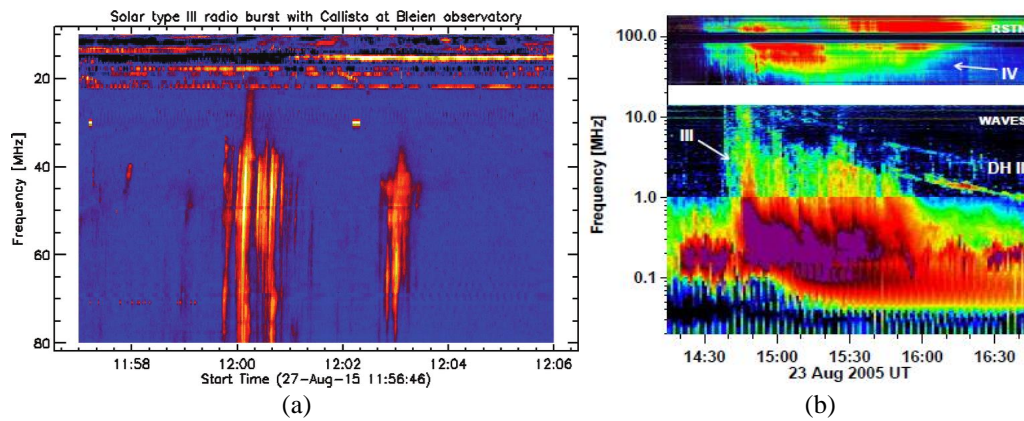 Solar type III radio burst with Callisto at Bleien observatory
Frequency [MHz]
20
40
60
80
11:58
12:00
12:02
12:04
12:06
Start Time (27-Aug-15 11:56:46)
(a)
(b)
Frequency [MHz]
100.0
10.0
1.0
0.1
RSTN
IV
WAVES
III
DH II
14:30
15:00
15:30
16:00
16:30
23 Aug 2005 UT